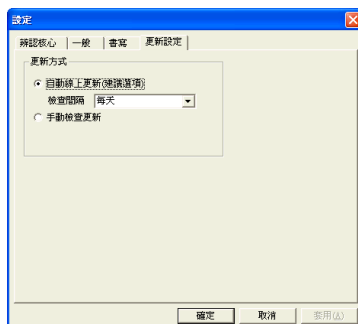 設定
辨認核心 一般 書寫 更新設定
更新方式
自動線上更新(建議選項)
檢查間隔 每天
手動檢查更新
確定 取消 套用(A)